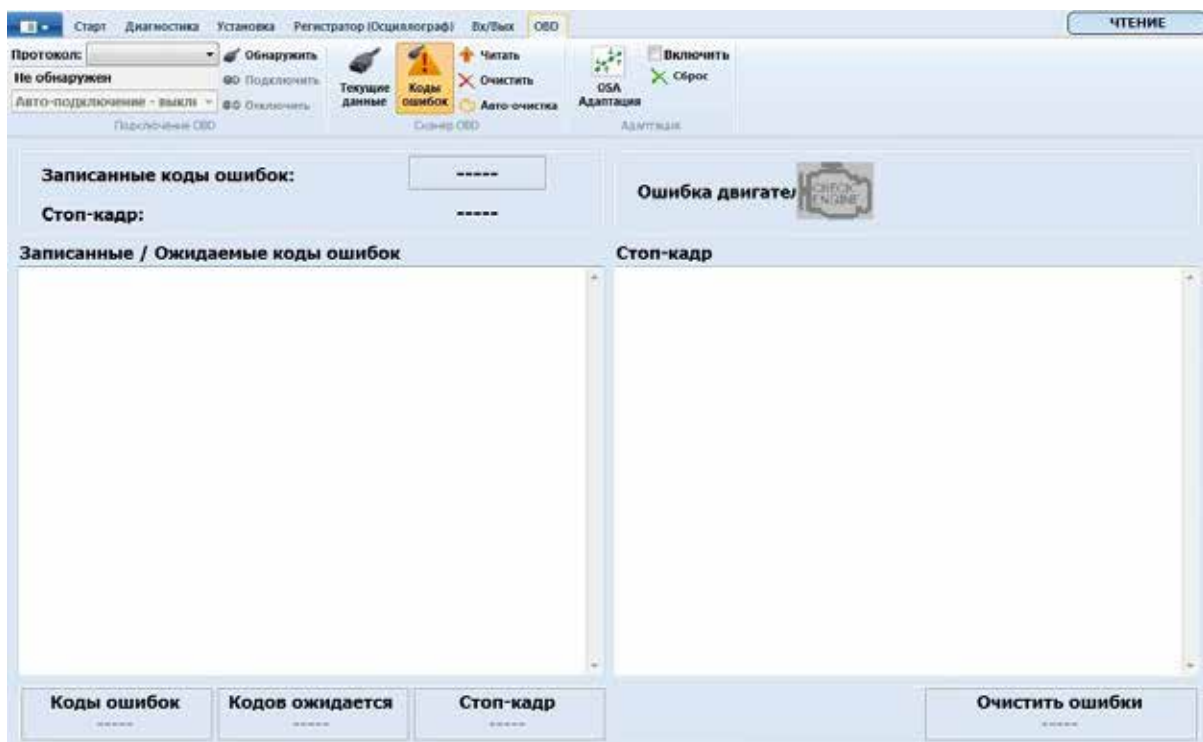 Старт Диагностика Установка Регистратор (Осциллограф) Вх/Вых OBD
ЧТЕНИЕ
Протокол:
Не обнаружен
Авто-подключение - выкл
Подключение OBD
Обнаружить
Подключить
Отключить
Текущие данные
Коды ошибок
Читать
Очистить
Авто-очистка
Сканер OBD
OSA Адаптация
Включить
Сброс
Адаптация
Записанные коды ошибок: -----
Стоп-кадр: -----
Ошибка двигател
CHECK
ENGINE
Записанные / Ожидаемые коды ошибок
Стоп-кадр
Коды ошибок
-----
Кодов ожидается
-----
Стоп-кадр
-----
Очистить ошибки
-----